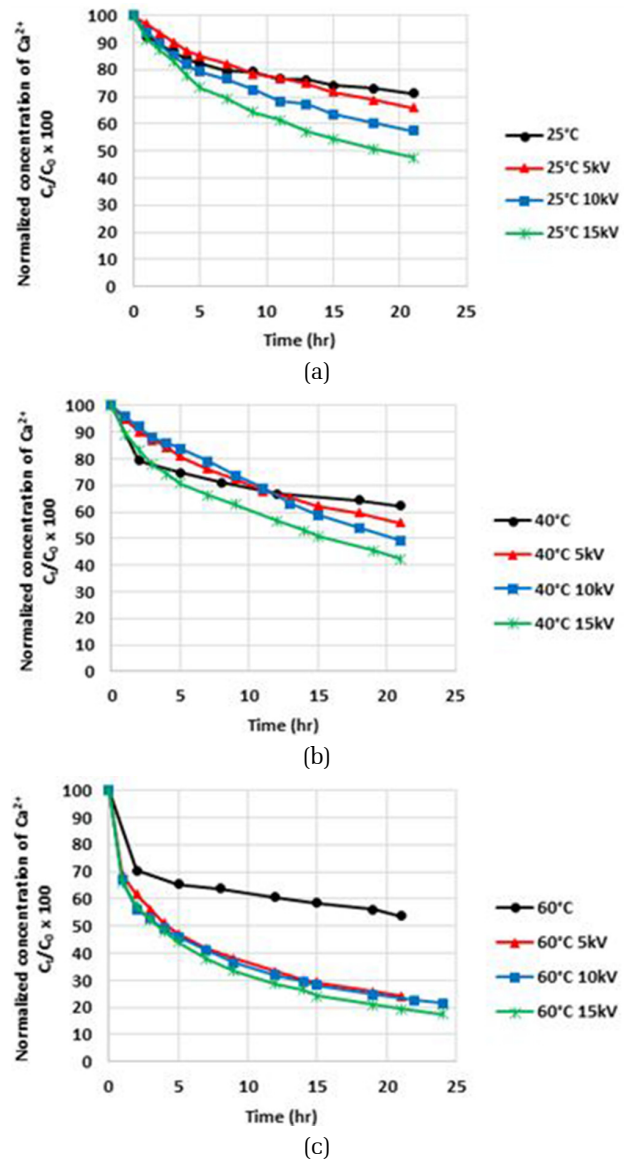 Normalized concentration of Ca²⁺
Cₜ/C₀ x 100
100
90
80
70
60
50
40
30
20
10
0
0 5 10 15 20 25
Time (hr)
25°C
25°C 5kV
25°C 10kV
25°C 15kV
(a)
Normalized concentration of Ca²⁺
Cₜ/C₀ x 100
100
90
80
70
60
50
40
30
20
10
0
0 5 10 15 20 25
Time (hr)
40°C
40°C 5kV
40°C 10kV
40°C 15kV
(b)
Normalized concentration of Ca²⁺
Cₜ/C₀ x 100
100
90
80
70
60
50
40
30
20
10
0
0 5 10 15 20 25
Time (hr)
60°C
60°C 5kV
60°C 10kV
60°C 15kV
(c)